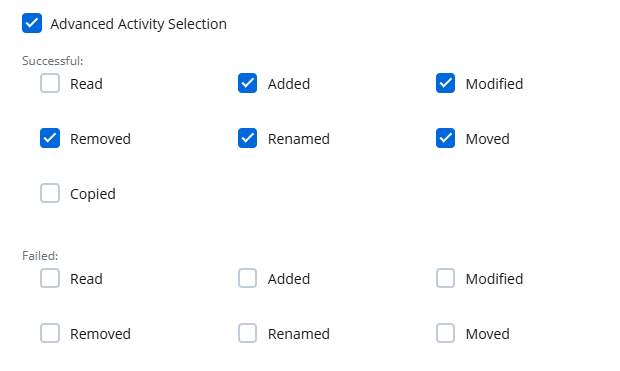 Advanced Activity Selection
Successful:
Read Added Modified
Removed Renamed Moved
Copied
Failed:
Read Added Modified
Removed Renamed Moved